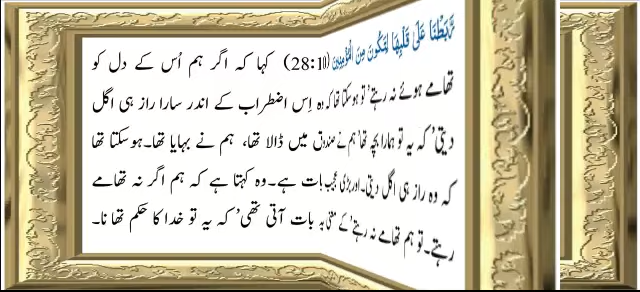 رَّبَطْنَا عَلَىٰ قَلْبِهَا لِتَكُونَ مِنَ الْمُؤْمِنِينَ (28:10) کہا کہ اگر ہم اُس کے دل کو
تھامے ہوئے نہ رہتے' تو ہوسکتا تھا کہ وہ اِس اضطراب کے اندر سارا راز ہی اگل
دیتی' کہ یہ تو ہمارا بچہ تھا' ہم نے صندوق میں ڈالا تھا، ہم نے بہایا تھا۔ ہوسکتا تھا
کہ وہ راز ہی اگل دیتی۔ اور بڑی عجیب بات ہے۔ وہ کہتا ہے کہ ہم اگر نہ تھامے
رہتے۔ تو ہم تھامے نہ رہتے' کے معنی یہ بات آتی تھی' کہ یہ تو خدا کا حکم تھا نا۔